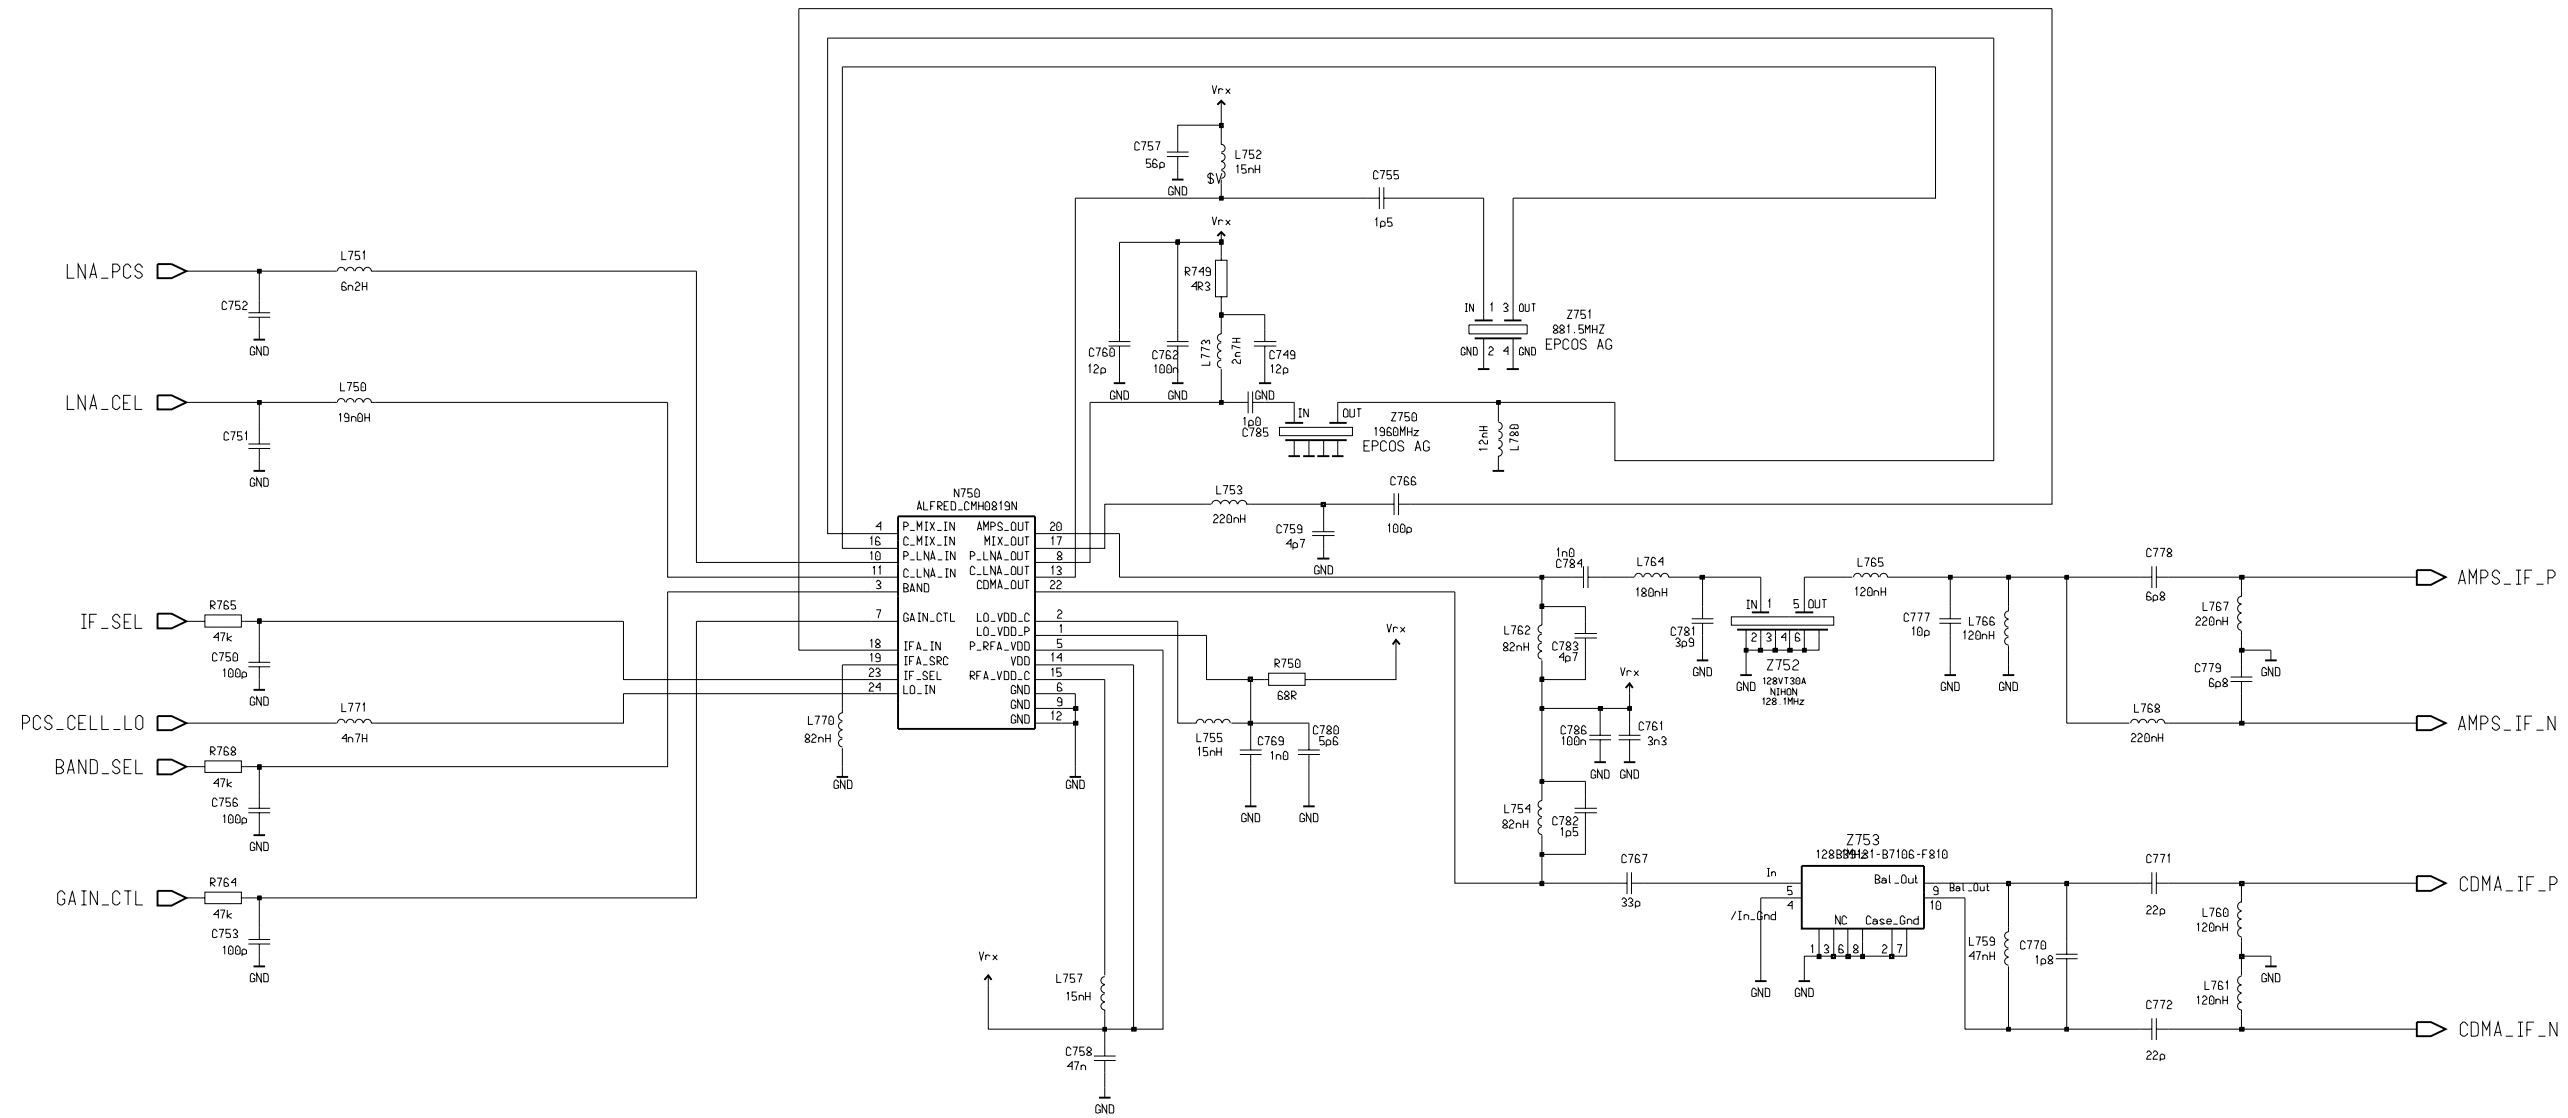 Vrx
C757
56p
GND
L752
15nH
$V
C755
1p5
Vrx
R749
4R3
C760
12p
GND
C762
100n
GND
L773
2n7H
C749
12p
GND
1p0
C785
IN
OUT
Z750
1960MHz
EPCOS AG
IN 1 3 OUT
GND 2 4 GND
Z751
881.5MHZ
EPCOS AG
12nH
L780
LNA_PCS
L751
6n2H
C752
GND
LNA_CEL
L750
19n0H
C751
GND
IF_SEL
R765
47k
C750
100p
GND
PCS_CELL_LO
L771
4n7H
BAND_SEL
R768
47k
C756
100p
GND
GAIN_CTL
R764
47k
C753
100p
GND
N750
ALFRED_CMH0819N
4 P_MIX_IN AMPS_OUT 20
16 C_MIX_IN MIX_OUT 17
10 P_LNA_IN P_LNA_OUT 8
11 C_LNA_IN C_LNA_OUT 13
3 BAND CDMA_OUT 22
7 GAIN_CTL LO_VDD_C 2
LO_VDD_P 1
18 IFA_IN P_RFA_VDD 5
19 IFA_SRC VDD 14
23 IF_SEL RFA_VDD_C 15
24 LO_IN GND 6
GND 9
GND 12
L770
82nH
GND
GND
L753
220nH
C759
4p7
GND
C766
100p
Vrx
R750
68R
L755
15nH
C769
1n0
GND
C780
5p6
GND
Vrx
L757
15nH
C758
47n
GND
1n0
C784
L764
180nH
L762
82nH
C783
4p7
Vrx
C786
100n
GND
C761
3n3
GND
L754
82nH
C782
1p5
C781
3p9
GND
IN 1 5 OUT
2 3 4 6
GND
Z752
128VT30A
NIHON
128.1MHz
L765
120nH
C777
10p
GND
L766
120nH
GND
C778
6p8
L767
220nH
GND
C779
6p8
L768
220nH
AMPS_IF_P
AMPS_IF_N
C767
33p
Z753
In
5
4
/In_Gnd
GND
Bal_Out
9 Bal_Out
10
NC Case_Gnd
1 3 6 8 2 7
GND
L759
47nH
C770
1p8
C771
22p
L760
120nH
GND
L761
120nH
C772
22p
CDMA_IF_P
CDMA_IF_N